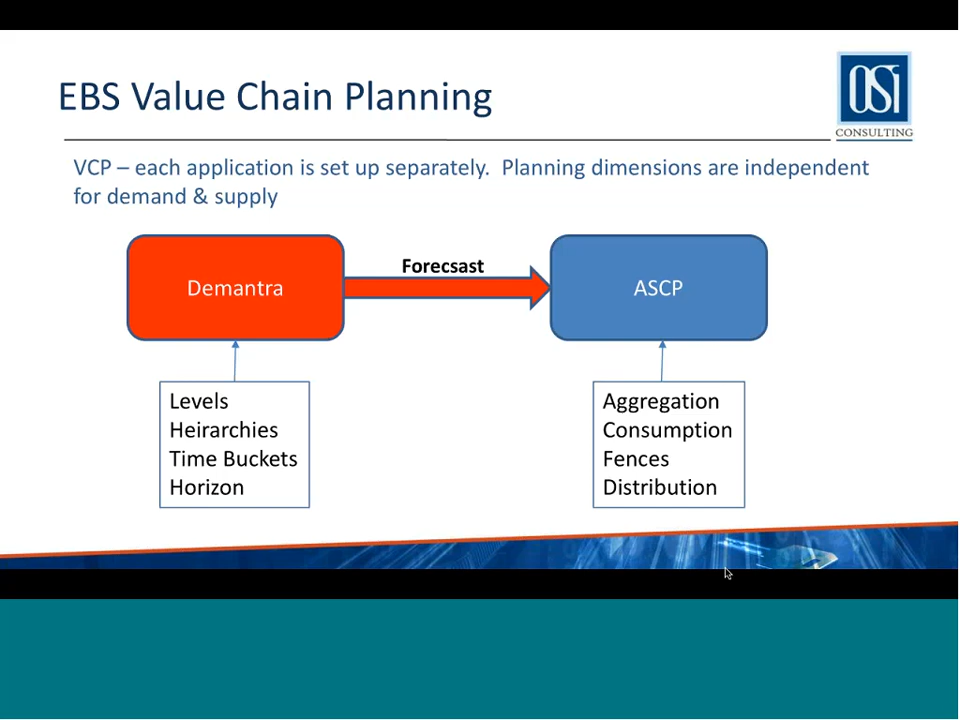 EBS Value Chain Planning
OSi
CONSULTING
VCP – each application is set up separately.  Planning dimensions are independent
for demand & supply
Forecsast
Demantra
ASCP
Levels
Heirarchies
Time Buckets
Horizon
Aggregation
Consumption
Fences
Distribution